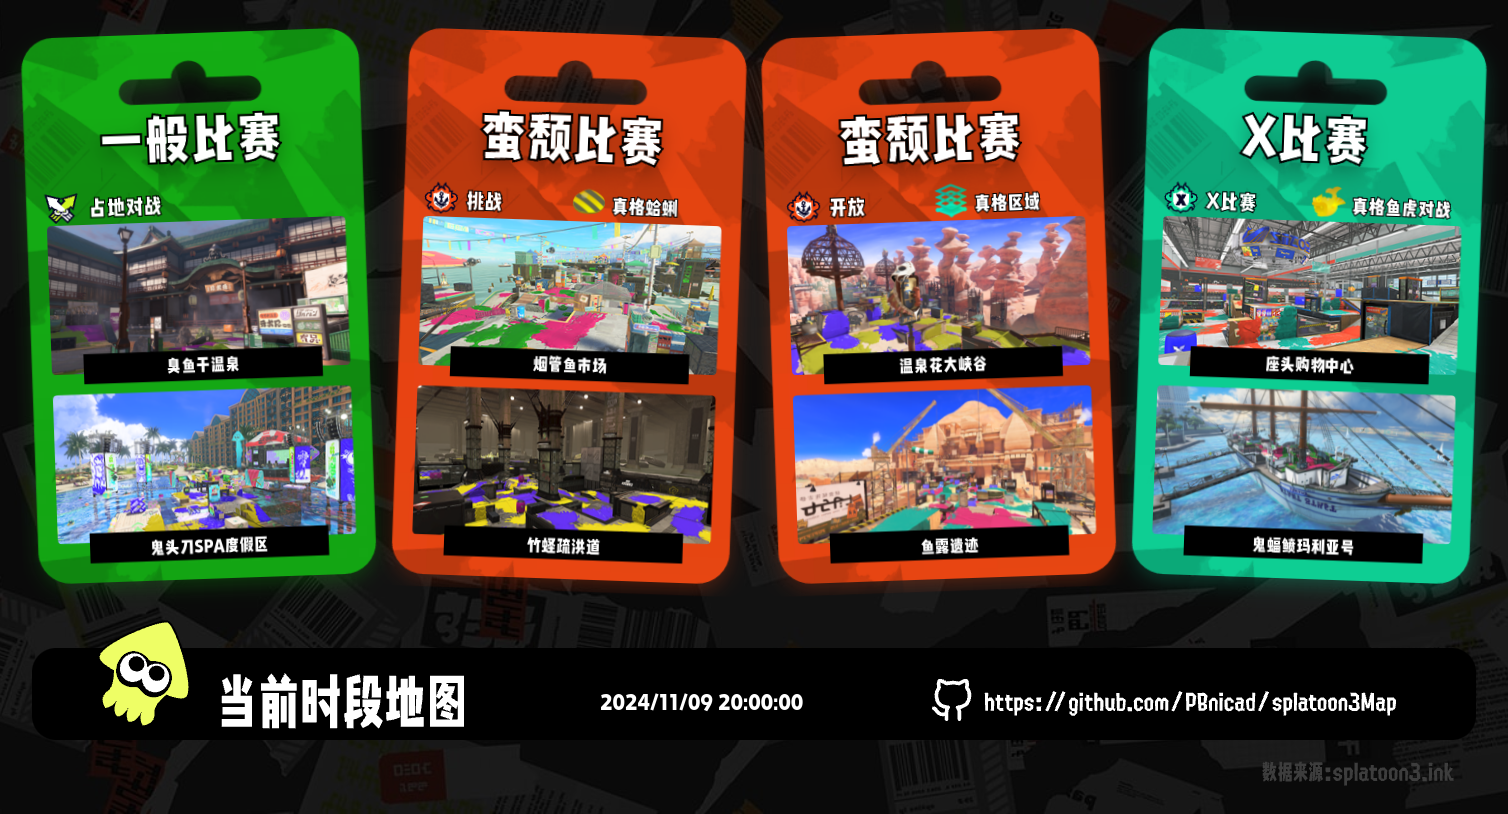 一般比赛
占地对战
臭鱼干温泉
鬼头刀SPA度假区
蛮颓比赛
挑战
真格蛤蜊
烟管鱼市场
竹蛏疏洪道
蛮颓比赛
开放
真格区域
温泉花大峡谷
鱼露遗迹
X比赛
X比赛
真格鱼虎对战
座头购物中心
鬼蝠鲼玛利亚号
当前时段地图
2024/11/09 20:00:00
https://github.com/PBnicad/splatoon3Map
数据来源:splatoon3.ink